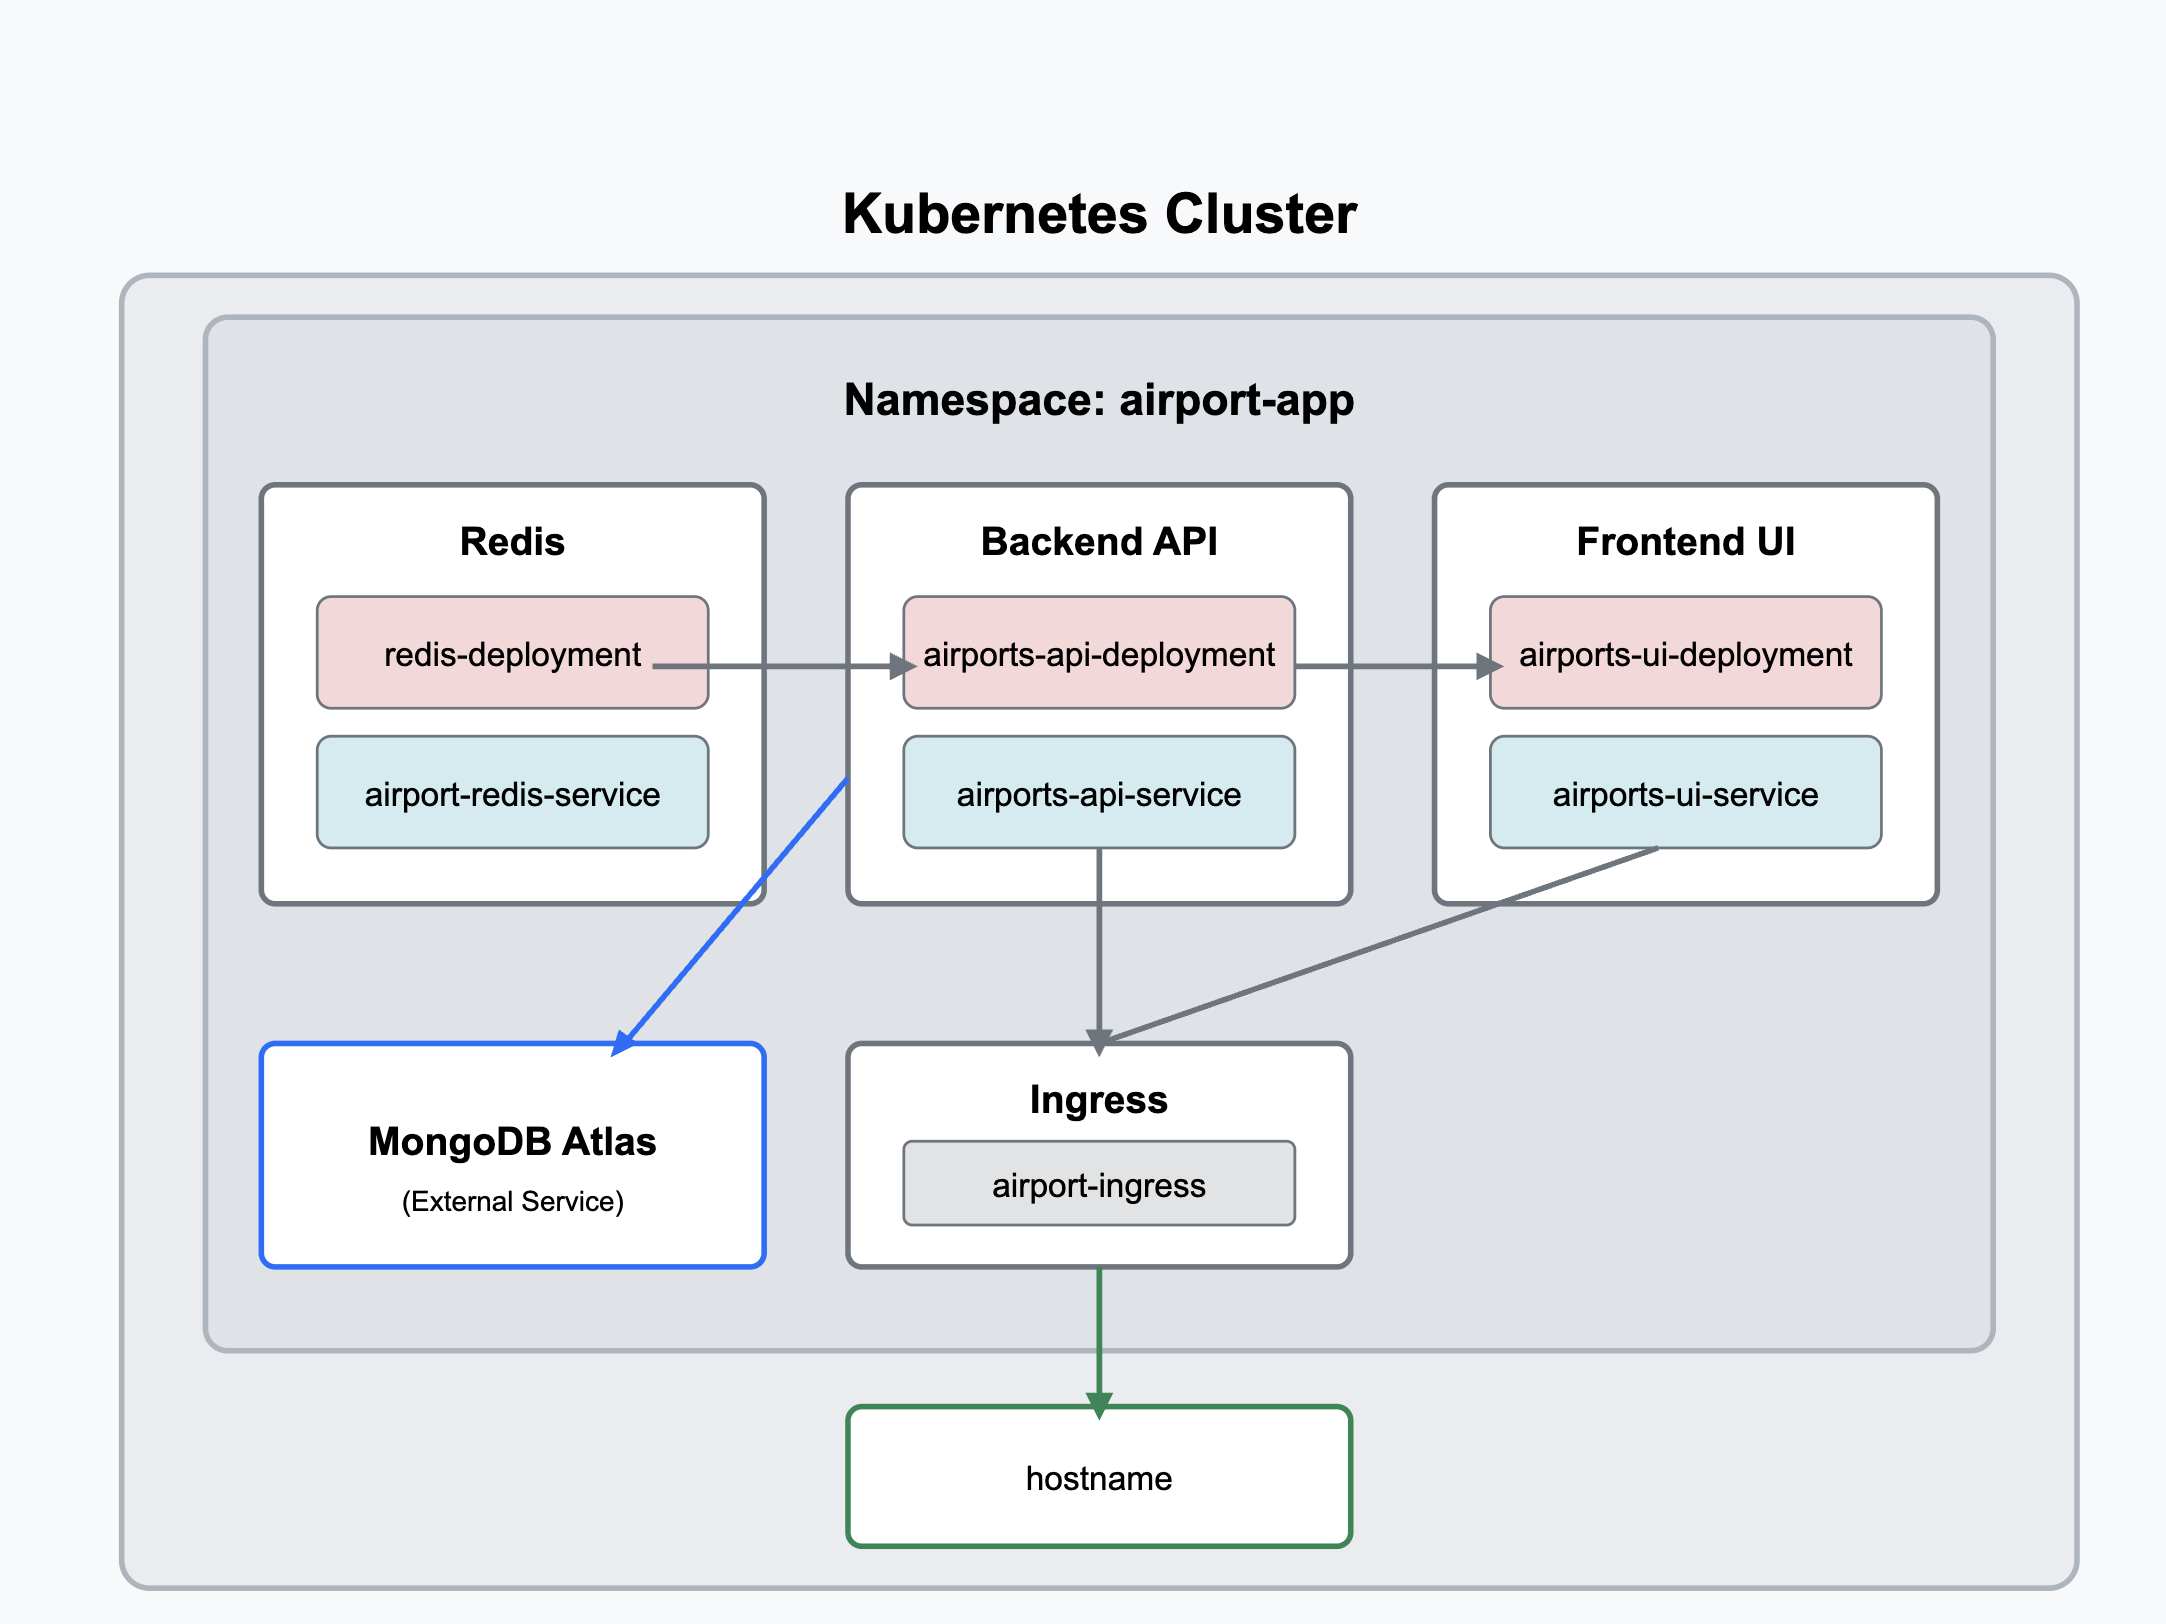 Kubernetes Cluster
Namespace: airport-app
Redis
redis-deployment
airport-redis-service
Backend API
airports-api-deployment
airports-api-service
Frontend UI
airports-ui-deployment
airports-ui-service
MongoDB Atlas
(External Service)
Ingress
airport-ingress
hostname